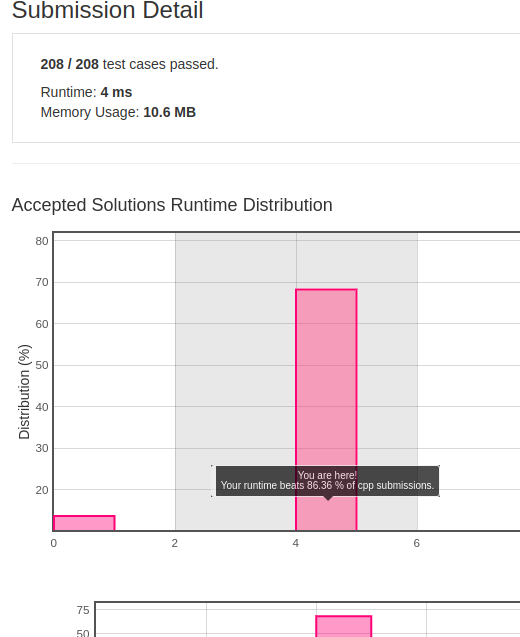 Submission Detail
208 / 208 test cases passed.
Runtime: 4 ms
Memory Usage: 10.6 MB
Accepted Solutions Runtime Distribution
80
70
60
50
40
30
20
Distribution (%)
You are here!
Your runtime beats 86.36 % of cpp submissions.
0 2 4 6
75
50